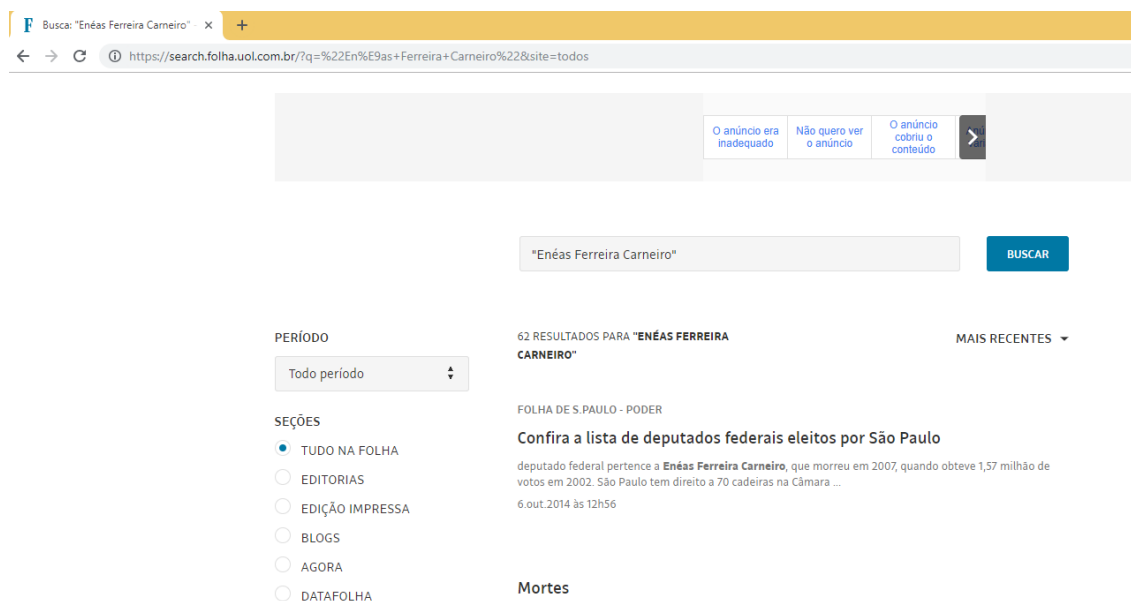 F Busca: "Enéas Ferreira Carneiro" - × +
https://search.folha.uol.com.br/?q=%22En%E9as+Ferreira+Carneiro%22&site=todos
O anúncio era
inadequado
Não quero ver
o anúncio
O anúncio
cobriu o
conteúdo
"Enéas Ferreira Carneiro"
BUSCAR
PERÍODO
Todo período
SEÇÕES
TUDO NA FOLHA
EDITORIAS
EDIÇÃO IMPRESSA
BLOGS
AGORA
DATAFOLHA
62 RESULTADOS PARA "ENÉAS FERREIRA
CARNEIRO"
MAIS RECENTES
FOLHA DE S.PAULO - PODER
Confira a lista de deputados federais eleitos por São Paulo
deputado federal pertence a Enéas Ferreira Carneiro, que morreu em 2007, quando obteve 1,57 milhão de
votos em 2002. São Paulo tem direito a 70 cadeiras na Câmara ...
6.out.2014 às 12h56
Mortes